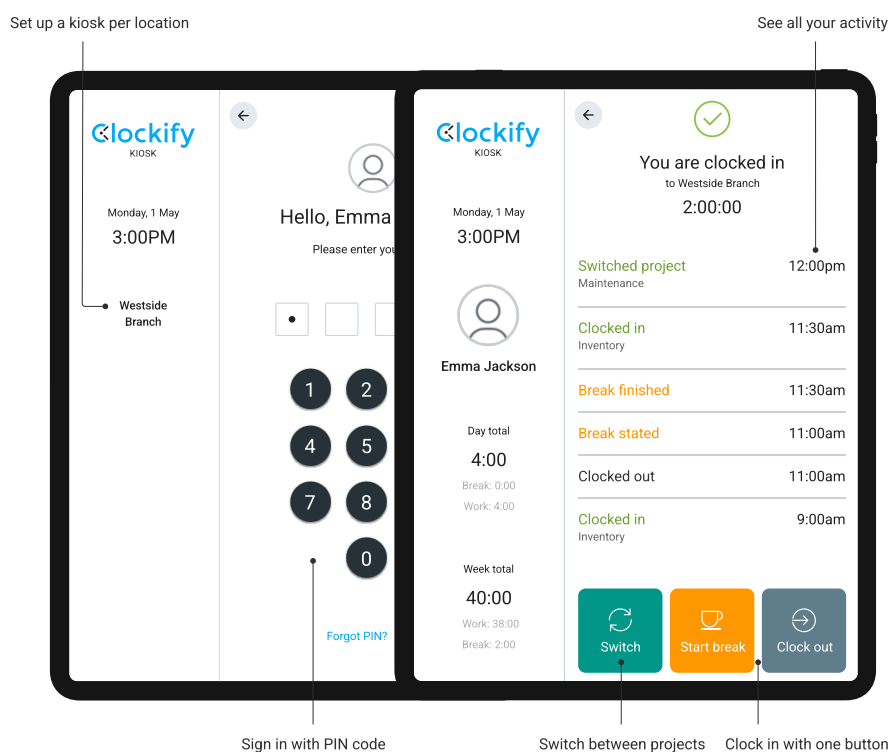 Set up a kiosk per location
See all your activity
Clockify
KIOSK
Monday, 1 May
3:00PM
Westside
Branch
Hello, Emma
Please enter you
1 2
4 5
7 8
0
Forgot PIN?
Clockify
KIOSK
Monday, 1 May
3:00PM
Emma Jackson
Day total
4:00
Break: 0:00
Work: 4:00
Week total
40:00
Work: 38:00
Break: 2:00
You are clocked in
to Westside Branch
2:00:00
Switched project 12:00pm
Maintenance
Clocked in 11:30am
Inventory
Break finished 11:30am
Break stated 11:00am
Clocked out 11:00am
Clocked in 9:00am
Inventory
Switch Start break Clock out
Sign in with PIN code
Switch between projects
Clock in with one button